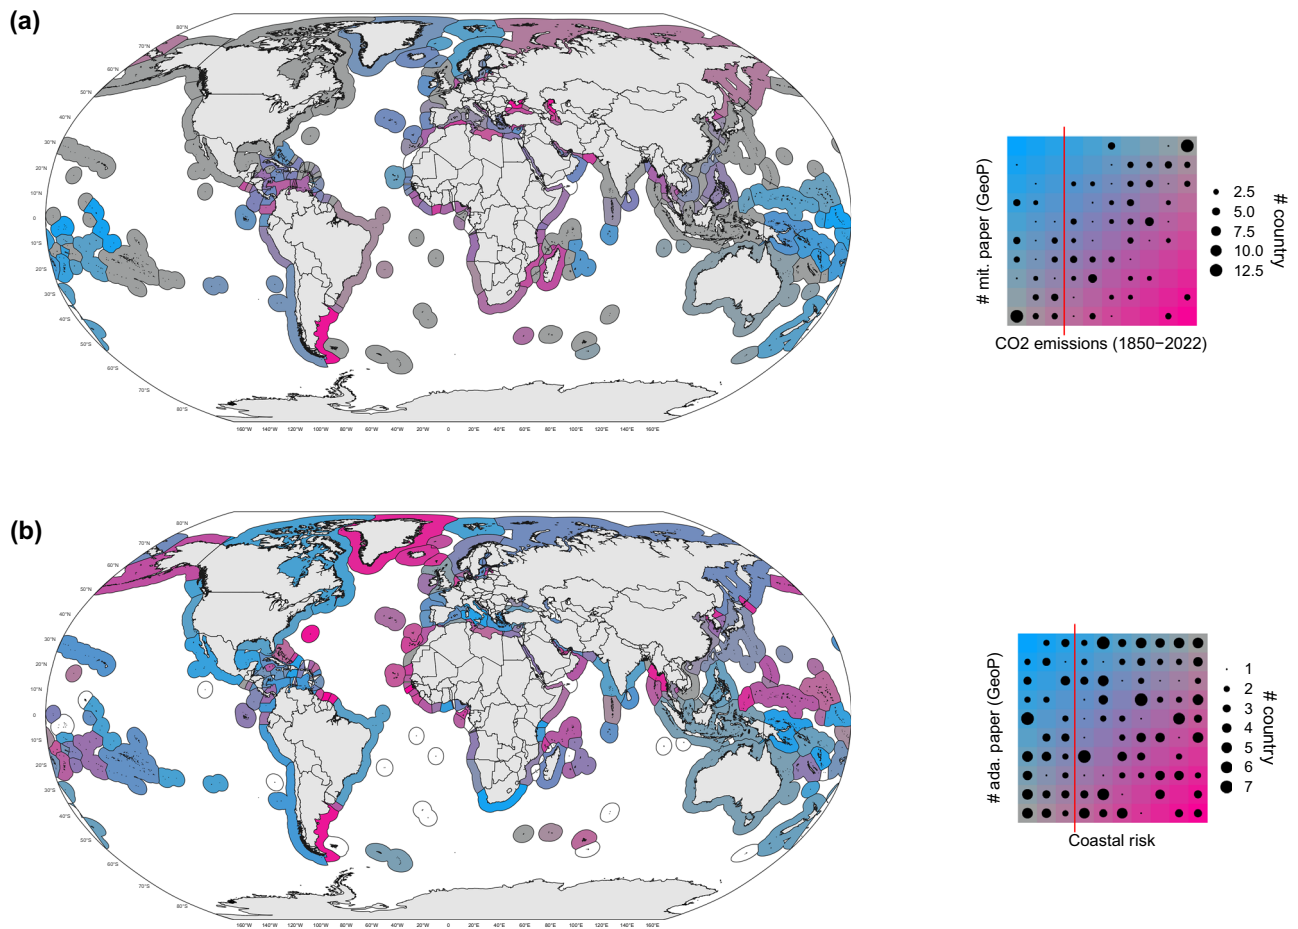 (a)
80°N
70°N
60°N
50°N
40°N
30°N
20°N
10°N
0
10°S
20°S
30°S
40°S
50°S
60°S
70°S
80°S
160°W 140°W 120°W 100°W 80°W 60°W 40°W 20°W 0 20°E 40°E 60°E 80°E 100°E 120°E 140°E 160°E
# mit. paper (GeoP)
CO2 emissions (1850−2022)
2.5
5.0
7.5
10.0
12.5
# country
(b)
80°N
70°N
60°N
50°N
40°N
30°N
20°N
10°N
0
10°S
20°S
30°S
40°S
50°S
60°S
70°S
80°S
160°W 140°W 120°W 100°W 80°W 60°W 40°W 20°W 0 20°E 40°E 60°E 80°E 100°E 120°E 140°E 160°E
# ada. paper (GeoP)
Coastal risk
1
2
3
4
5
6
7
# country